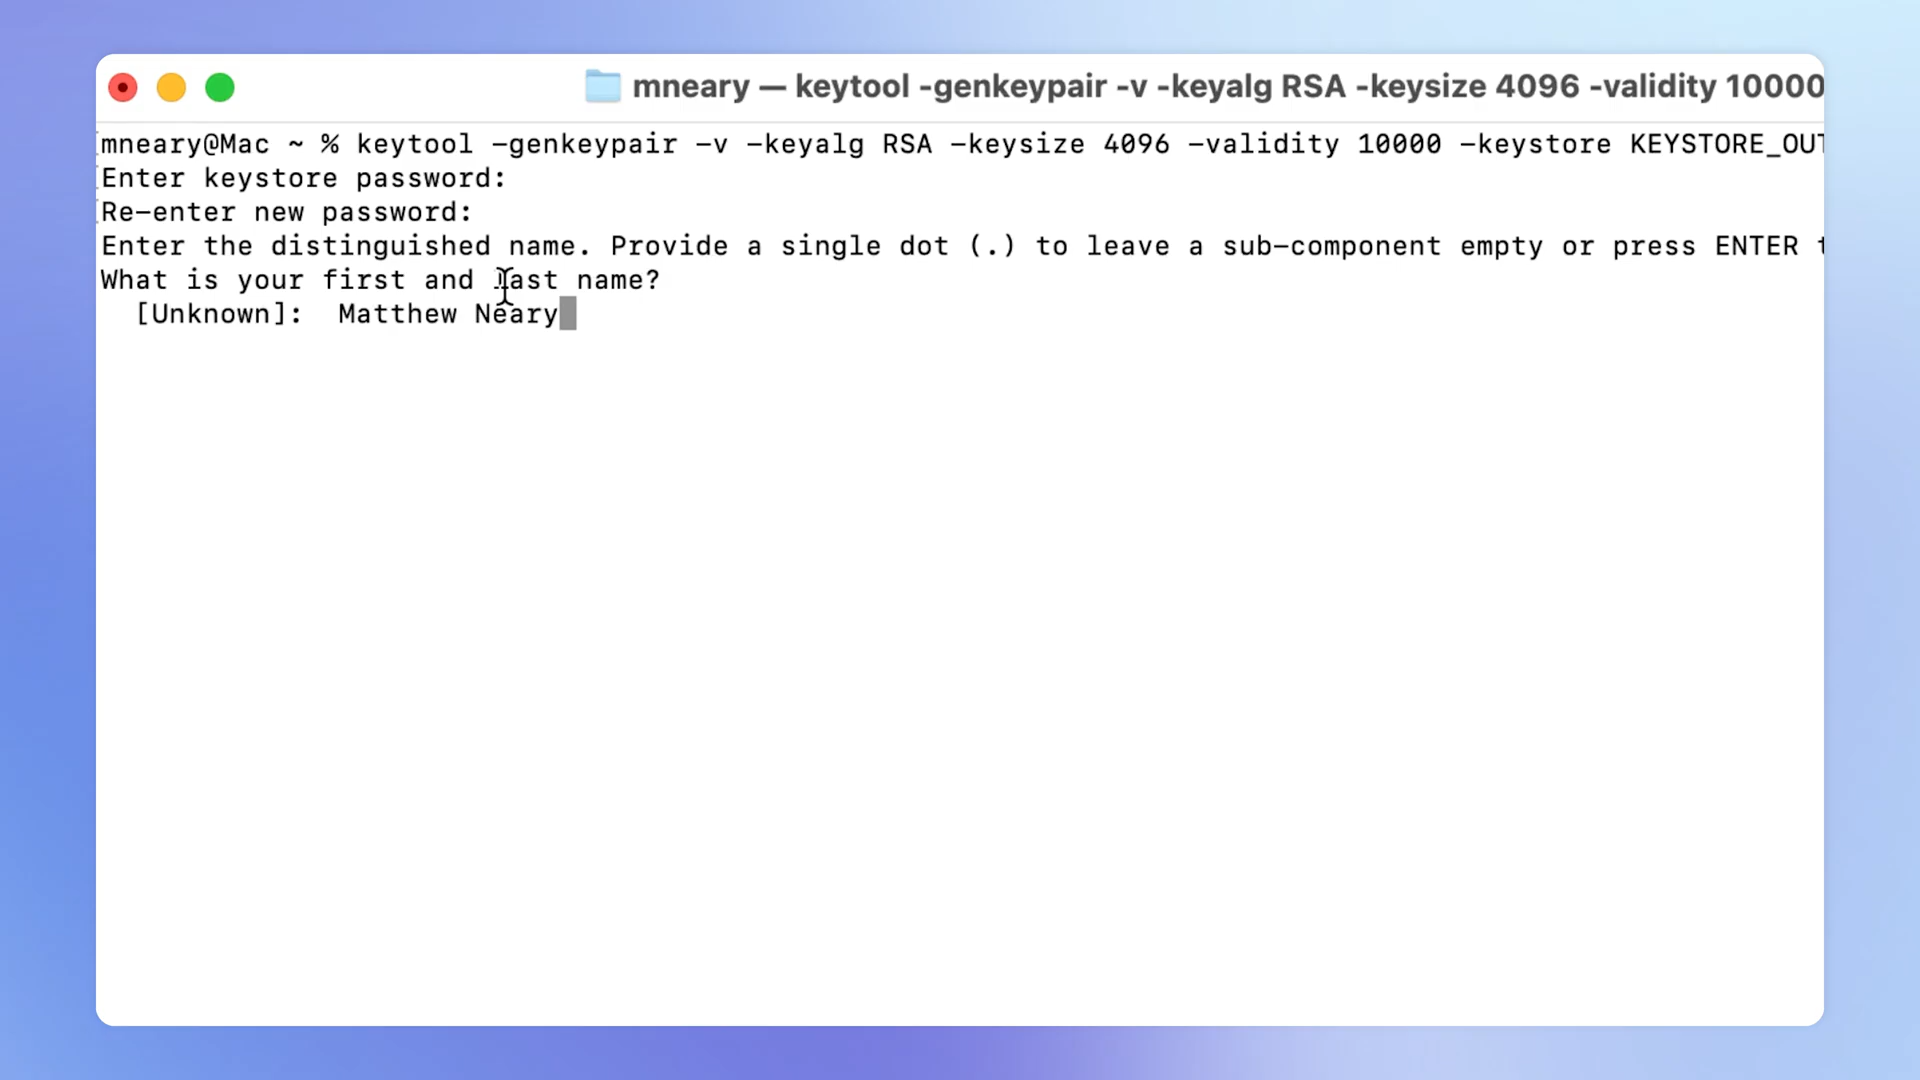 mneary — keytool -genkeypair -v -keyalg RSA -keysize 4096 -validity 10000
mneary@Mac ~ % keytool -genkeypair -v -keyalg RSA -keysize 4096 -validity 10000 -keystore KEYSTORE_OUT
Enter keystore password:
Re-enter new password:
Enter the distinguished name. Provide a single dot (.) to leave a sub-component empty or press ENTER t
What is your first and last name?
[Unknown]: Matthew Neary